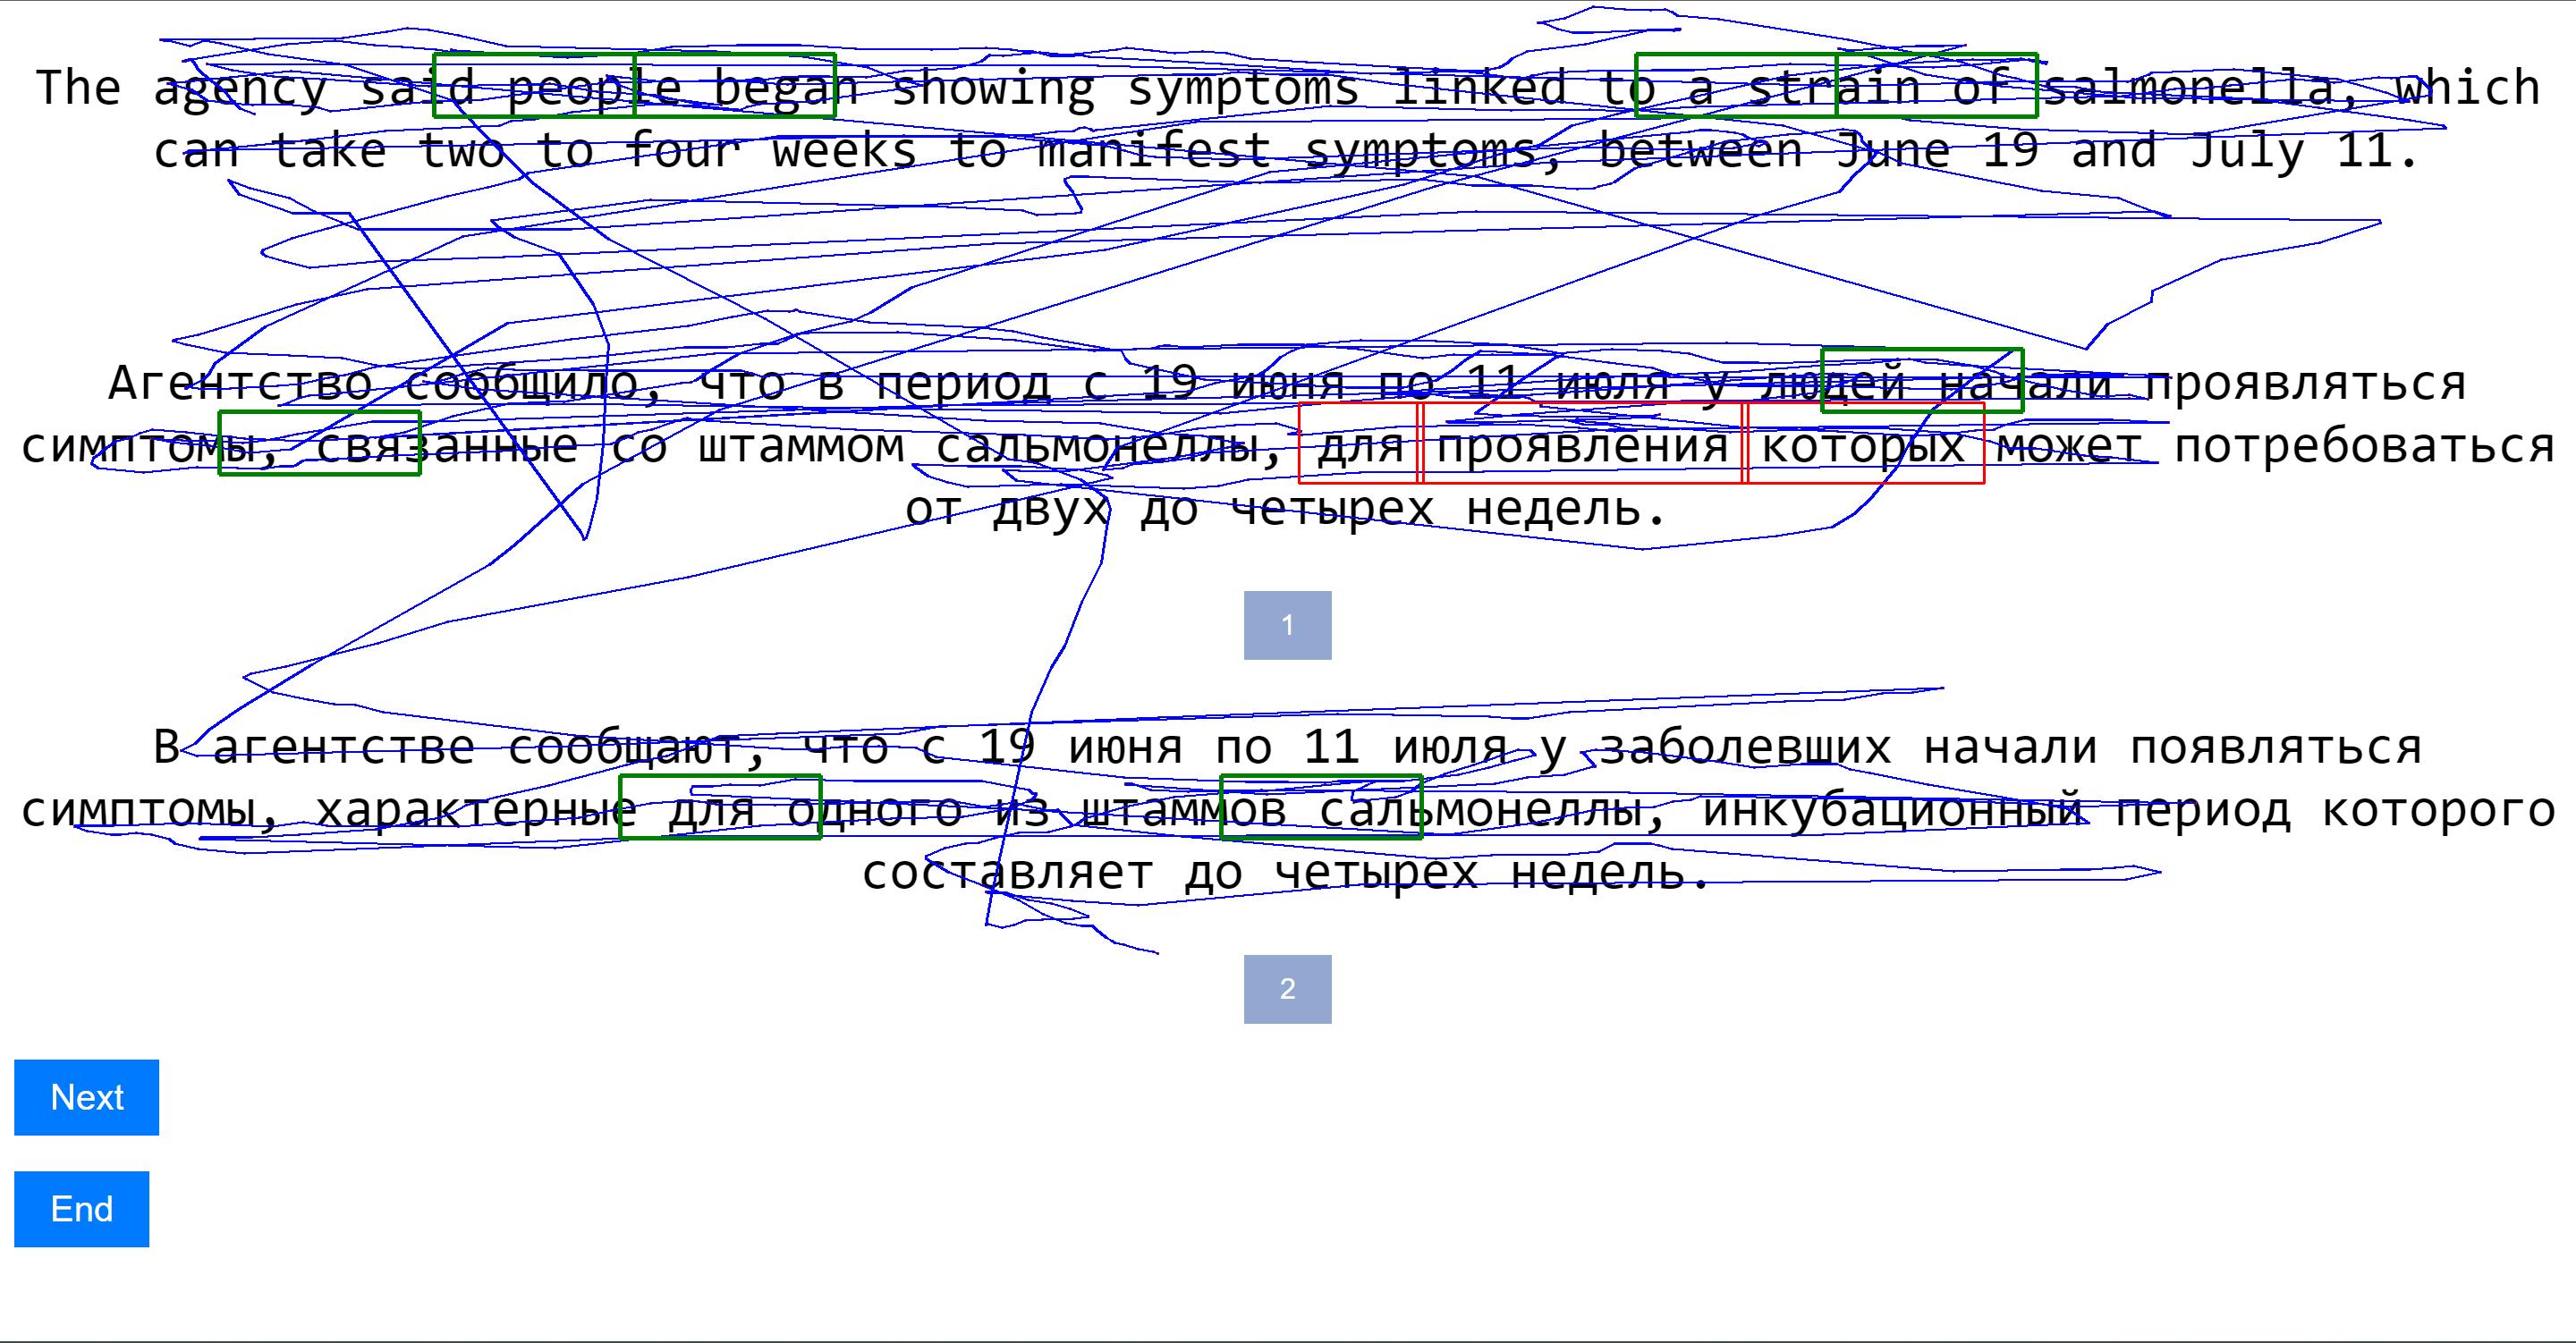 The agency said people began showing symptoms linked to a strain of salmonella, which
can take two to four weeks to manifest symptoms, between June 19 and July 11.
Агентство сообщило, что в период с 19 июня по 11 июля у людей начали проявляться
симптомы, связанные со штаммом сальмонеллы, для проявления которых может потребоваться
от двух до четырех недель.
1
В агентстве сообщают, что с 19 июня по 11 июля у заболевших начали появляться
симптомы, характерные для одного из штаммов сальмонеллы, инкубационный период которого
составляет до четырех недель.
2
Next
End